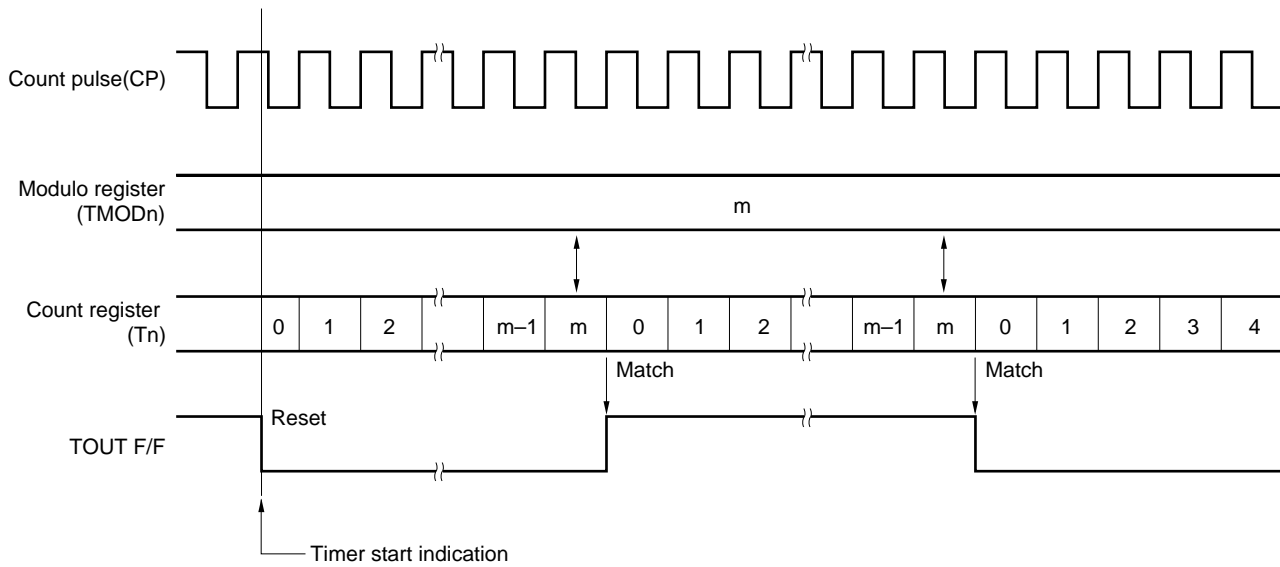 Count pulse(CP)
Modulo register
(TMODn)
m
Count register
(Tn)
0 1 2 m–1 m 0 1 2 m–1 m 0 1 2 3 4
Match Match
Reset
TOUT F/F
Timer start indication